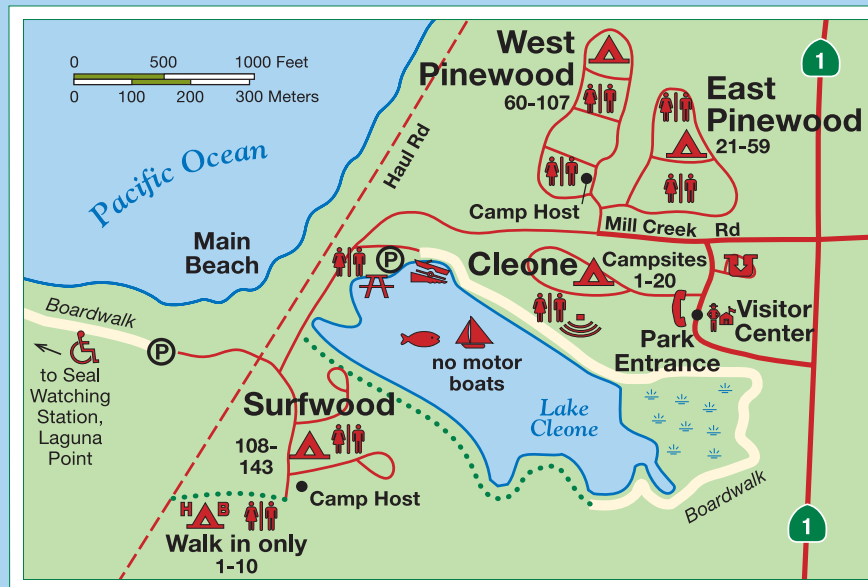 0 500 1000 Feet
0 100 200 300 Meters
Pacific Ocean
Haul Rd
West
Pinewood
60-107
East
Pinewood
21-59
1
Camp Host
Mill Creek Rd
Main
Beach
P
Cleone
Campsites
1-20
Visitor
Center
Park
Entrance
Boardwalk
P
to Seal
Watching
Station,
Laguna
Point
no motor
boats
Lake
Cleone
Surfwood
108-
143
Camp Host
Boardwalk
H B
Walk in only
1-10
1